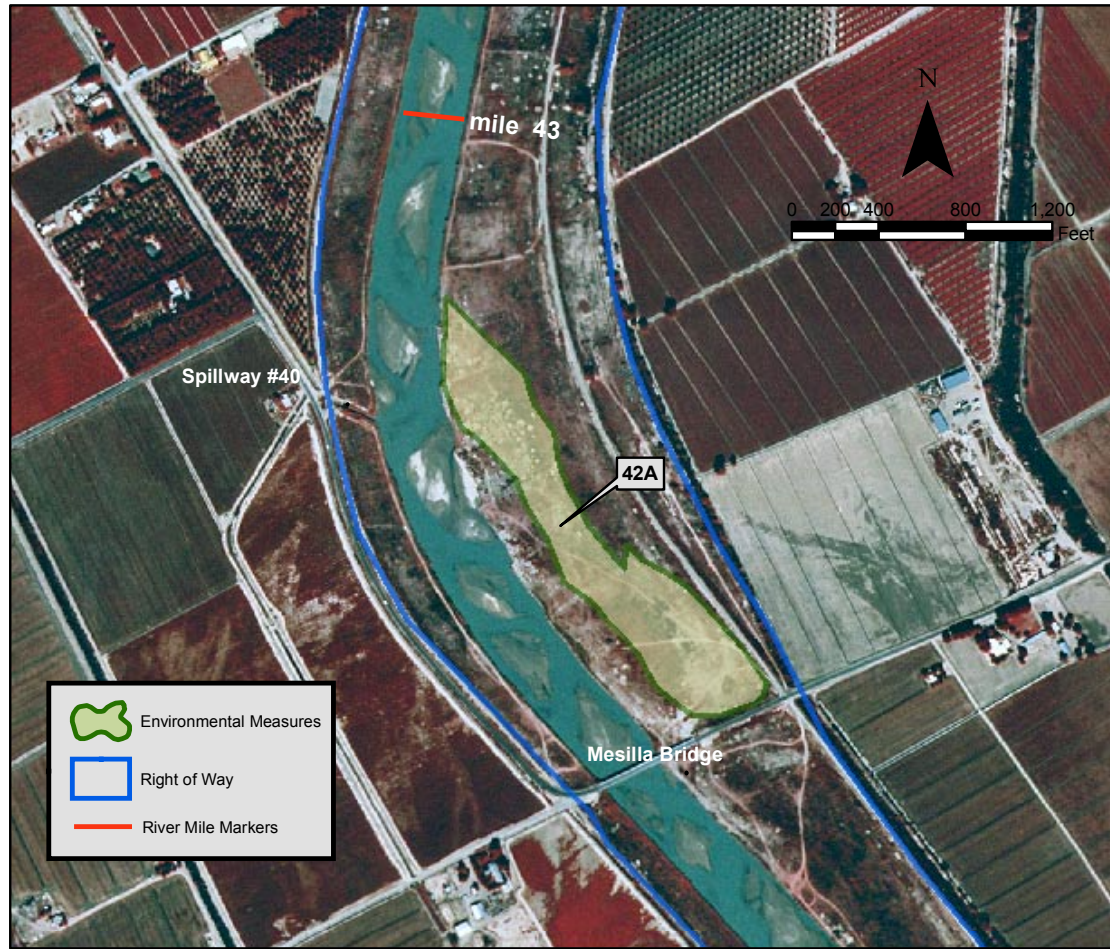 mile 43
N
0 200 400 800 1,200
Feet
Spillway #40
42A
Mesilla Bridge
Environmental Measures
Right of Way
River Mile Markers